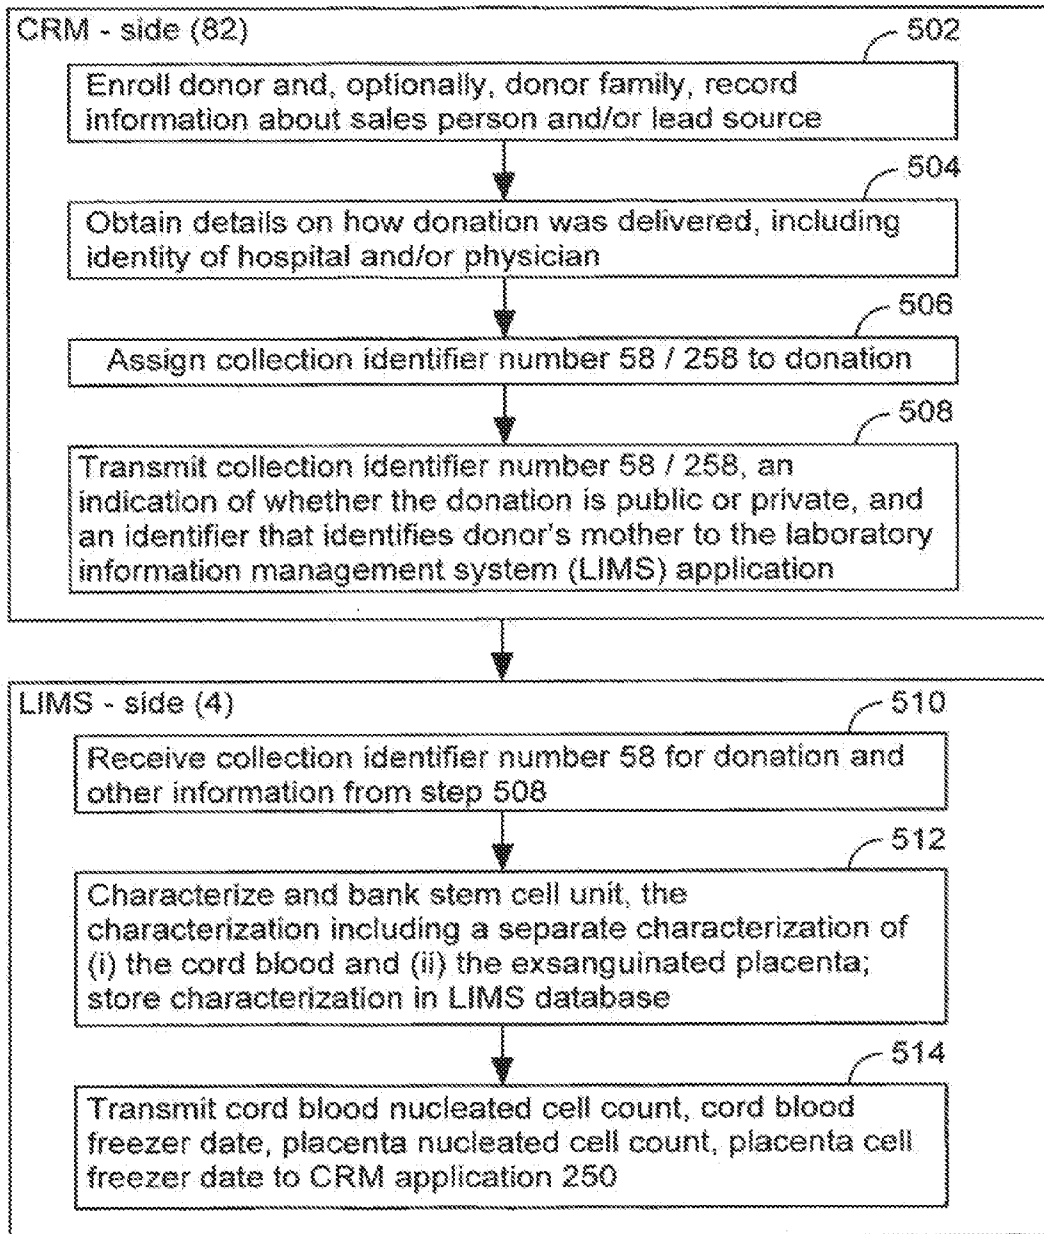 CRM - side (82)
502
Enroll donor and, optionally, donor family, record
information about sales person and/or lead source
504
Obtain details on how donation was delivered, including
identity of hospital and/or physician
506
Assign collection identifier number 58 / 258 to donation
508
Transmit collection identifier number 58 / 258, an
indication of whether the donation is public or private, and
an identifier that identifies donor's mother to the laboratory
information management system (LIMS) application
LIMS - side (4)
510
Receive collection identifier number 58 for donation and
other information from step 508
512
Characterize and bank stem cell unit, the
characterization including a separate characterization of
(i) the cord blood and (ii) the exsanguinated placenta;
store characterization in LIMS database
514
Transmit cord blood nucleated cell count, cord blood
freezer date, placenta nucleated cell count, placenta cell
freezer date to CRM application 250